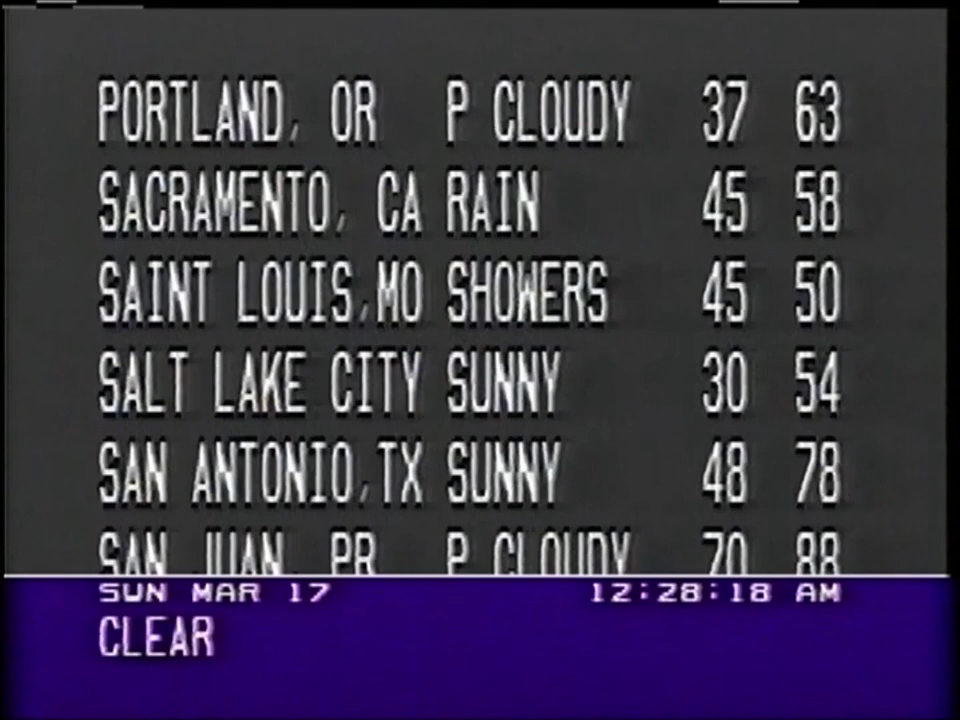 PORTLAND, OR P CLOUDY 37 63
SACRAMENTO, CA RAIN 45 58
SAINT LOUIS,MO SHOWERS 45 50
SALT LAKE CITY SUNNY 30 54
SAN ANTONIO,TX SUNNY 48 78
SAN JUAN, PR P CLOUDY 70 88
SUN MAR 17 12:28:18 AM
CLEAR